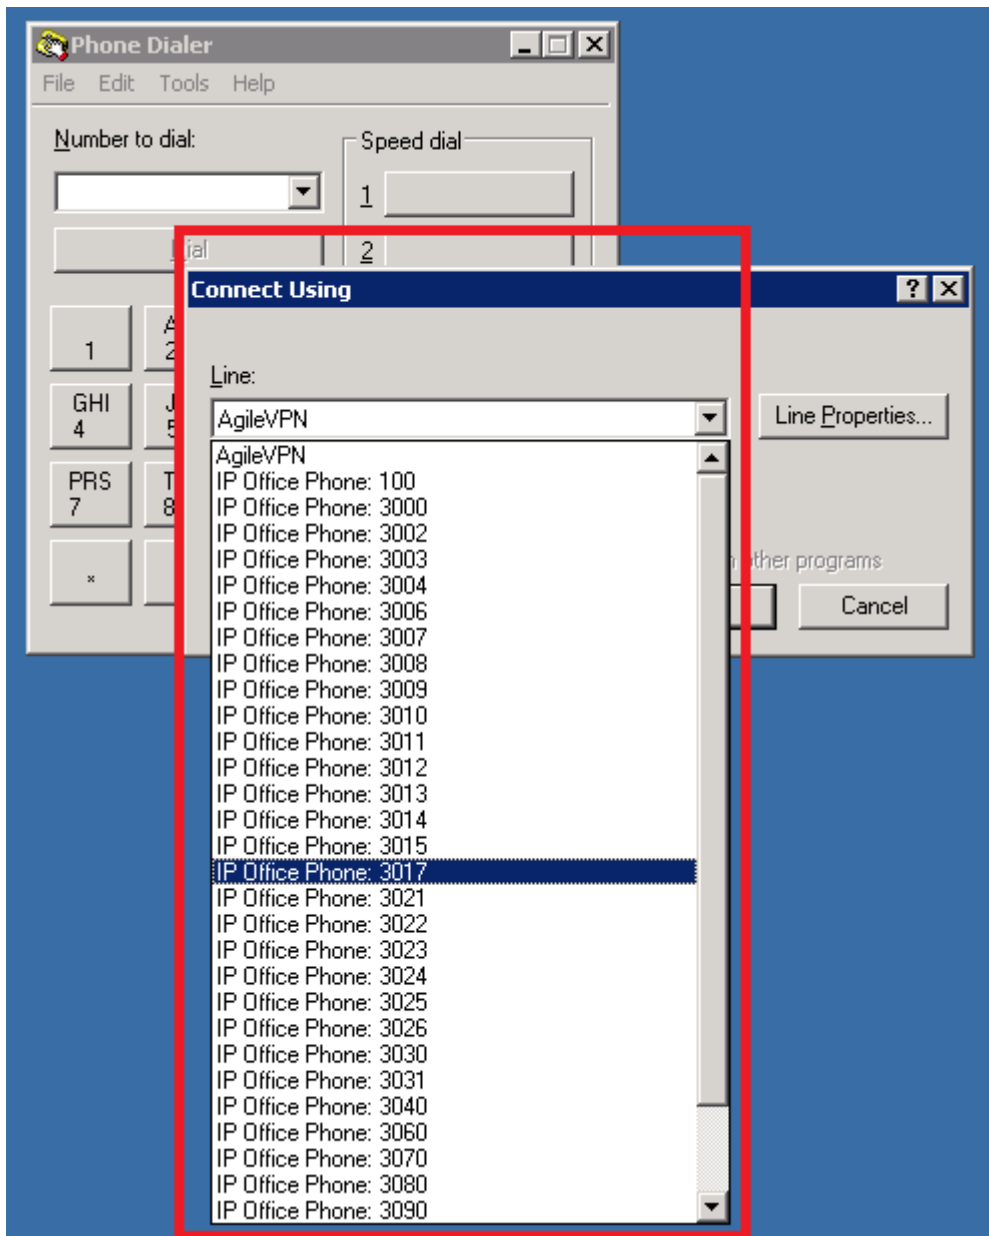 Phone Dialer
File Edit Tools Help
Number to dial:
Speed dial
1
2
Connect Using
1
2
Line:
AgileVPN
Line Properties...
GHI
4
5
PRS
7
8
*
AgileVPN
IP Office Phone: 100
IP Office Phone: 3000
IP Office Phone: 3002
IP Office Phone: 3003
IP Office Phone: 3004
IP Office Phone: 3006
IP Office Phone: 3007
IP Office Phone: 3008
IP Office Phone: 3009
IP Office Phone: 3010
IP Office Phone: 3011
IP Office Phone: 3012
IP Office Phone: 3013
IP Office Phone: 3014
IP Office Phone: 3015
IP Office Phone: 3017
IP Office Phone: 3021
IP Office Phone: 3022
IP Office Phone: 3023
IP Office Phone: 3024
IP Office Phone: 3025
IP Office Phone: 3026
IP Office Phone: 3030
IP Office Phone: 3031
IP Office Phone: 3040
IP Office Phone: 3060
IP Office Phone: 3070
IP Office Phone: 3080
IP Office Phone: 3090
other programs
Cancel